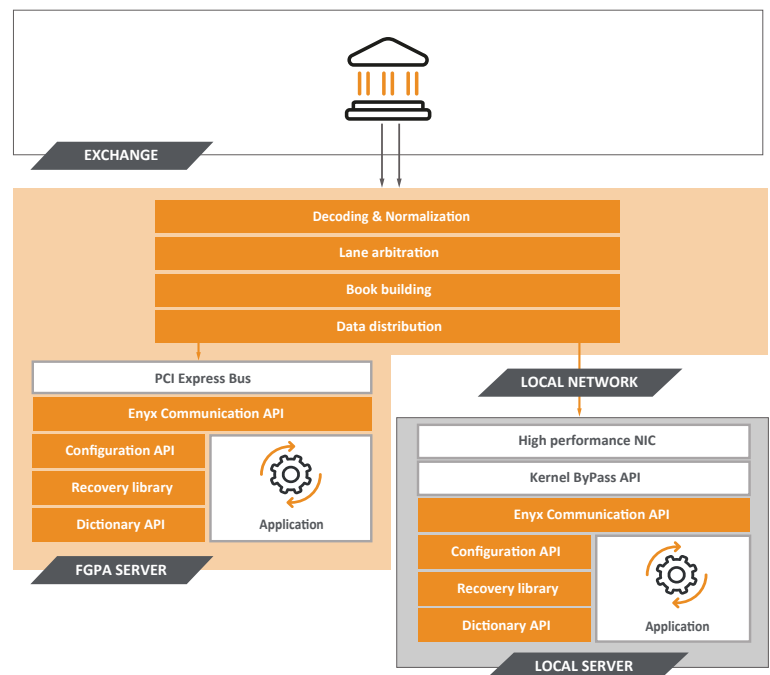 EXCHANGE
Decoding & Normalization
Lane arbitration
Book building
Data distribution
PCI Express Bus
Enyx Communication API
Configuration API
Recovery library
Dictionary API
Application
FGPA SERVER
LOCAL NETWORK
High performance NIC
Kernel ByPass API
Enyx Communication API
Configuration API
Recovery library
Dictionary API
Application
LOCAL SERVER